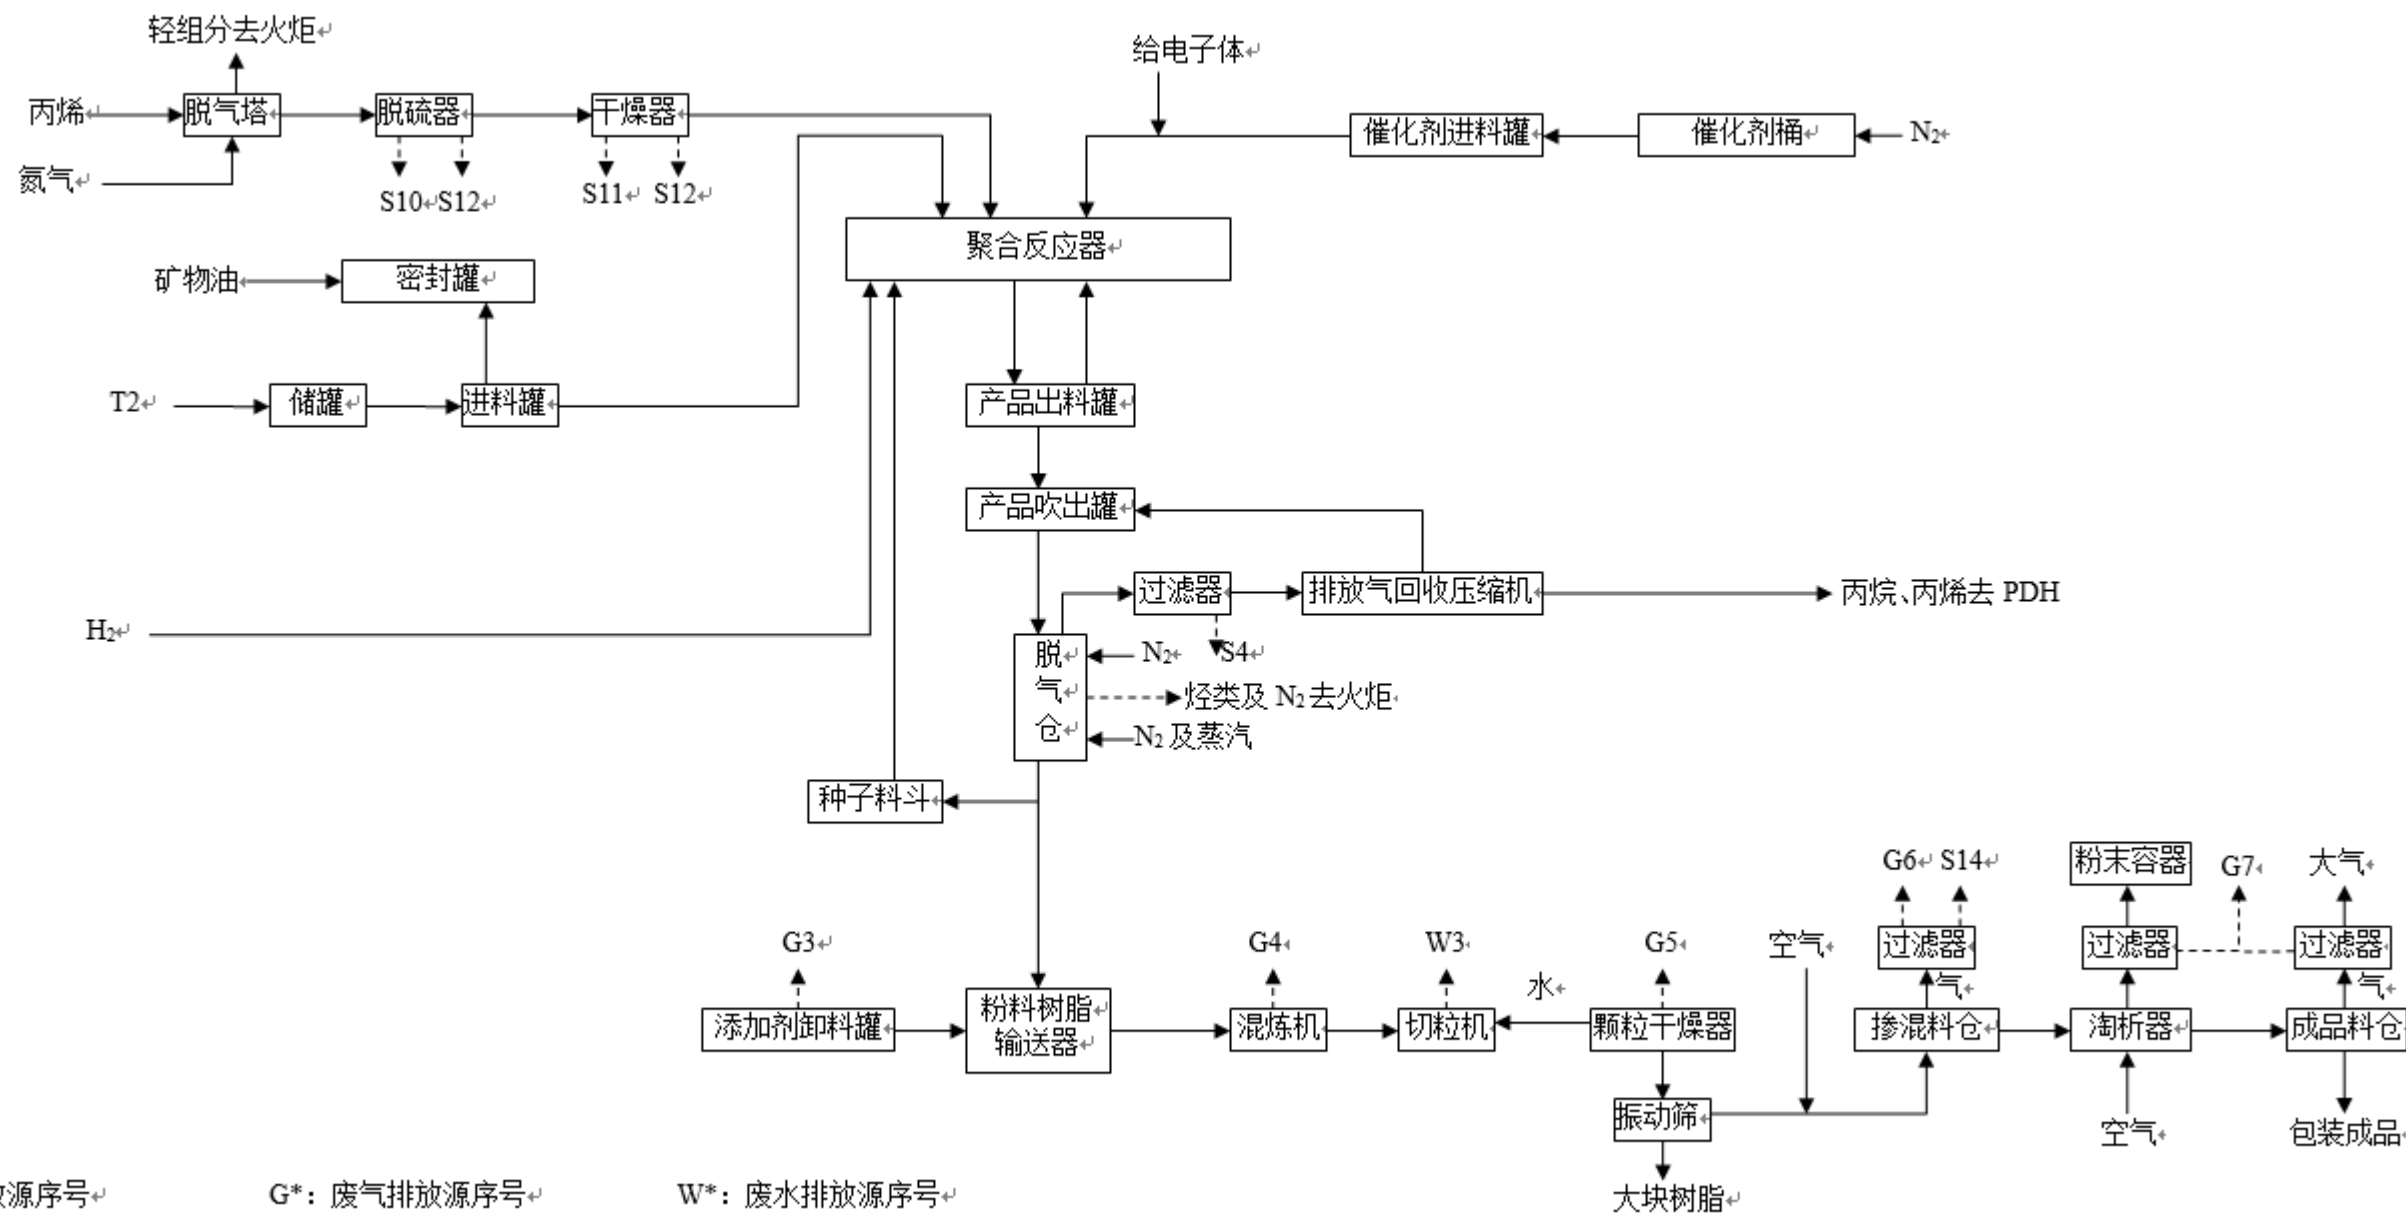 轻组分去火炬
给电子体
丙烯
脱气塔
脱硫器
干燥器
催化剂进料罐
催化剂桶
N₂
氮气
S10
S12
S11
S12
聚合反应器
矿物油
密封罐
T2
储罐
进料罐
产品出料罐
产品吹出罐
过滤器
排放气回收压缩机
丙烷、丙烯去 PDH
H₂
脱
气
仓
N₂
S4
烃类及 N₂ 去火炬
N₂ 及蒸汽
种子料斗
G6
S14
粉末容器
G7
大气
G3
G4
W3
G5
空气
过滤器
过滤器
过滤器
气
气
水
添加剂卸料罐
粉料树脂
输送器
混炼机
切粒机
颗粒干燥器
掺混料仓
淘析器
成品料仓
振动筛
空气
包装成品
大块树脂
放源序号
G*：废气排放源序号
W*：废水排放源序号